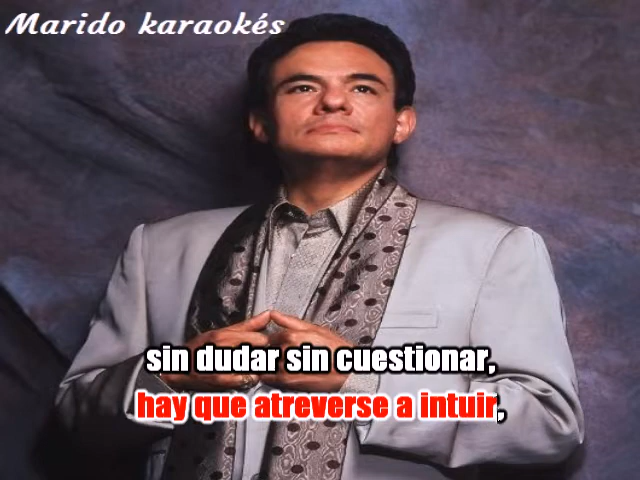 Marido karaokés
sin dudar sin cuestionar,
hay que atreverse a intuir,